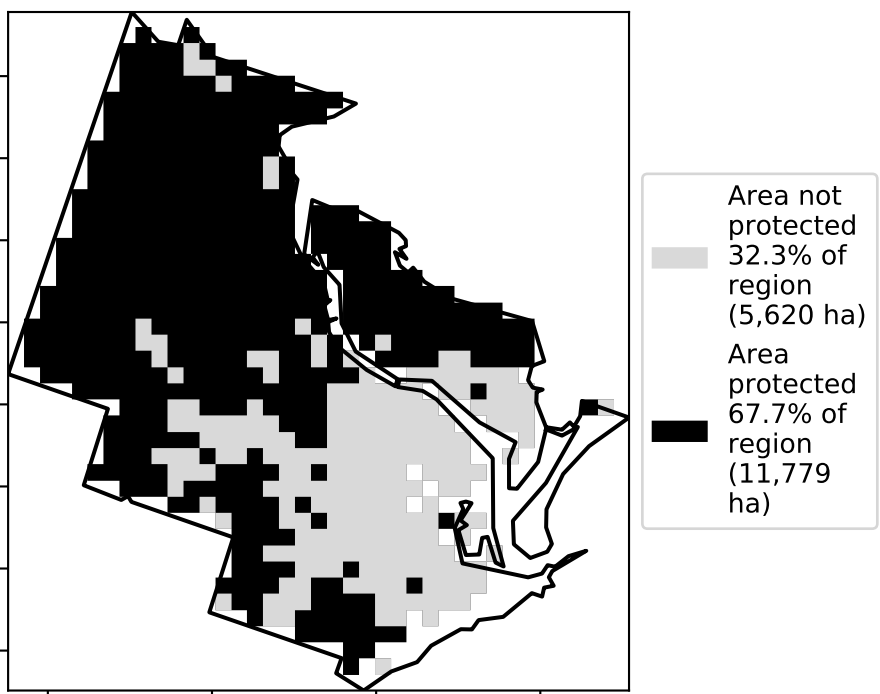 Area not
protected
32.3% of
region
(5,620 ha)
Area
protected
67.7% of
region
(11,779
ha)